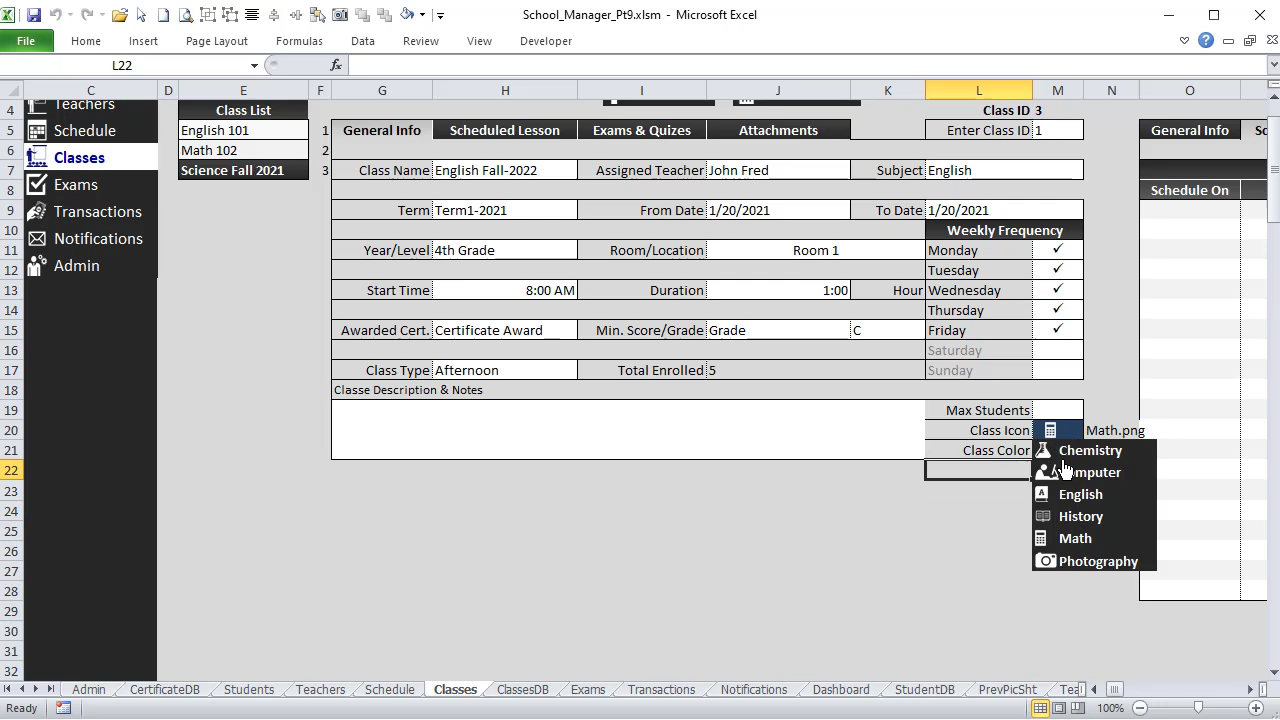 School_Manager_Pt9.xlsm - Microsoft Excel
File Home Insert Page Layout Formulas Data Review View Developer
L22 fx
C D E F G H I J K L M N O
4 Teachers Class List Class ID 3
5 Schedule English 101 1 General Info Scheduled Lesson Exams & Quizes Attachments Enter Class ID 1 General Info Sc
6 Classes Math 102 2
7 Science Fall 2021 3 Class Name English Fall-2022 Assigned Teacher John Fred Subject English
8 Exams Schedule On
9 Transactions Term Term1-2021 From Date 1/20/2021 To Date 1/20/2021
10 Notifications Weekly Frequency
11 Year/Level 4th Grade Room/Location Room 1 Monday ✓
12 Admin Tuesday
13 Start Time 8:00 AM Duration 1:00 Hour Wednesday ✓
14 Thursday ✓
15 Awarded Cert. Certificate Award Min. Score/Grade Grade C Friday ✓
16 Saturday
17 Class Type Afternoon Total Enrolled 5 Sunday
18 Classe Description & Notes
19 Max Students
20 Class Icon Math.png
21 Class Color Chemistry
22 Computer
23 English
24 History
25 Math
26 Photography
27
28
29
30
31
32
Admin CertificateDB Students Teachers Schedule Classes ClassesDB Exams Transactions Notifications Dashboard StudentDB PrevPicSht Tea
Ready 100%